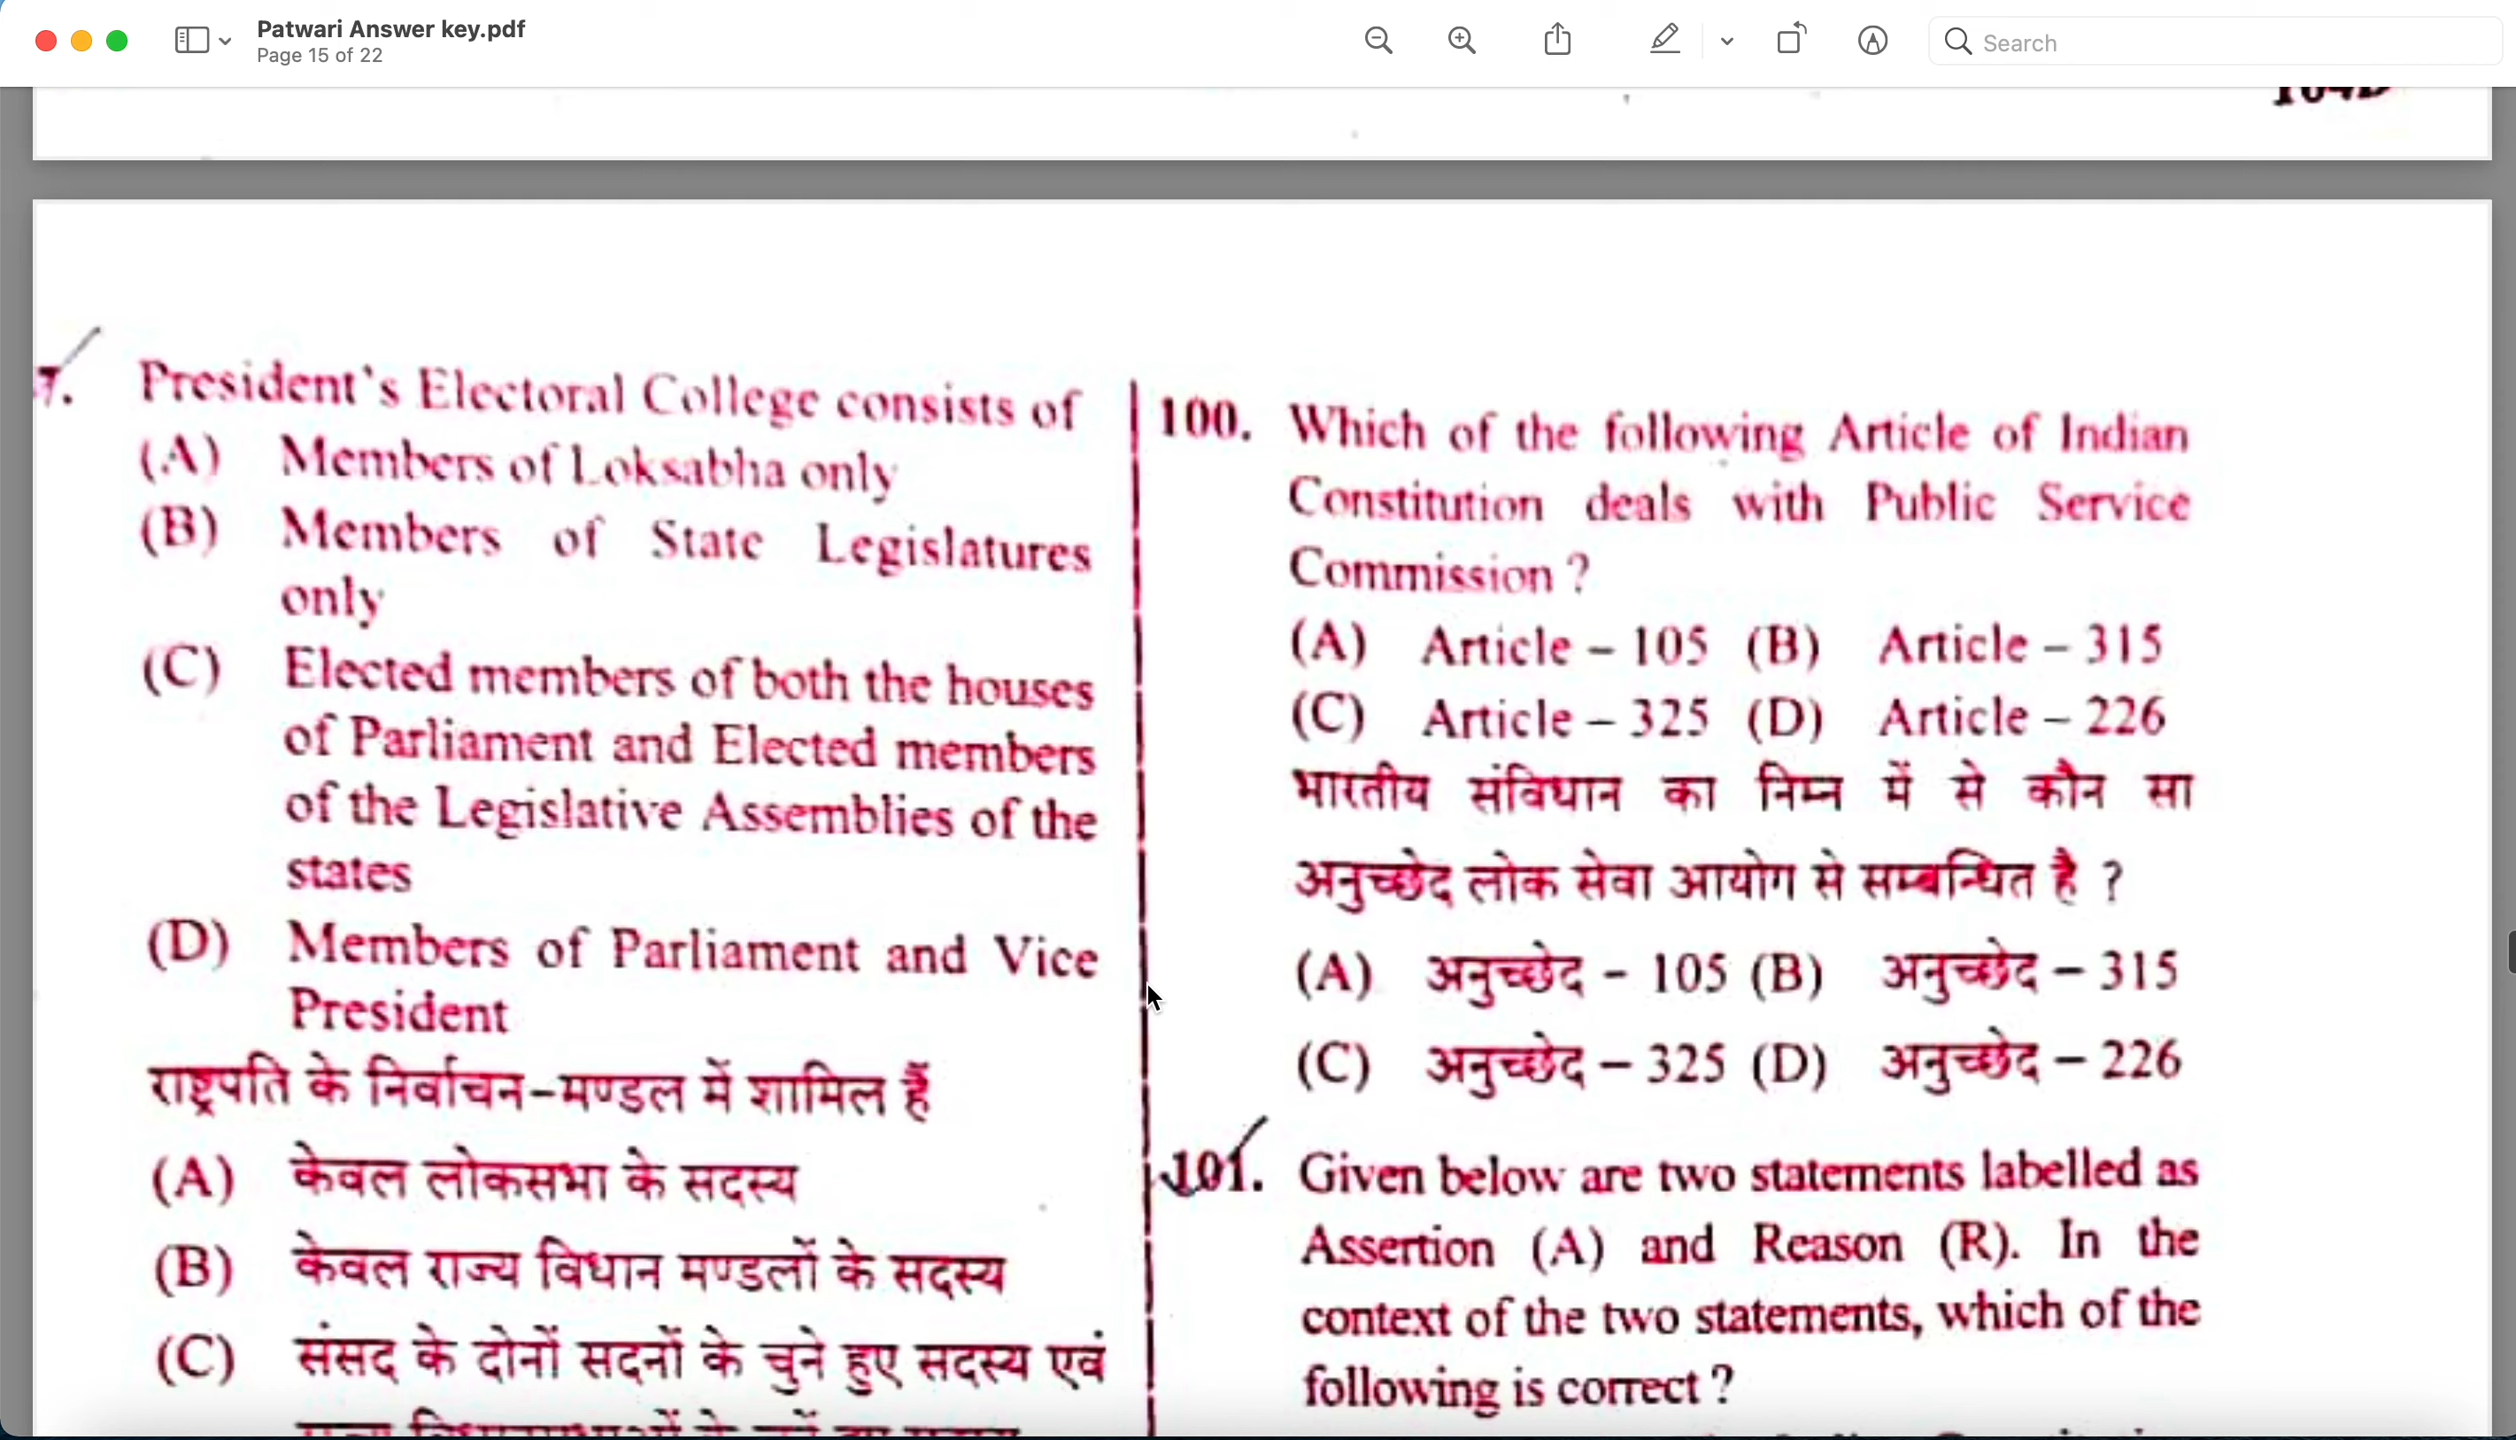 Patwari Answer key.pdf
Page 15 of 22
Search
7. President's Electoral College consists of
(A) Members of Loksabha only
(B) Members of State Legislatures
only
(C) Elected members of both the houses
of Parliament and Elected members
of the Legislative Assemblies of the
states
(D) Members of Parliament and Vice
President
राष्ट्रपति के निर्वाचन-मण्डल में शामिल हैं
(A) केवल लोकसभा के सदस्य
(B) केवल राज्य विधान मण्डलों के सदस्य
(C) संसद के दोनों सदनों के चुने हुए सदस्य एवं
100. Which of the following Article of Indian
Constitution deals with Public Service
Commission ?
(A) Article – 105 (B) Article – 315
(C) Article – 325 (D) Article – 226
भारतीय संविधान का निम्न में से कौन सा
अनुच्छेद लोक सेवा आयोग से सम्बन्धित है ?
(A) अनुच्छेद - 105 (B) अनुच्छेद – 315
(C) अनुच्छेद – 325 (D) अनुच्छेद – 226
101. Given below are two statements labelled as
Assertion (A) and Reason (R). In the
context of the two statements, which of the
following is correct ?